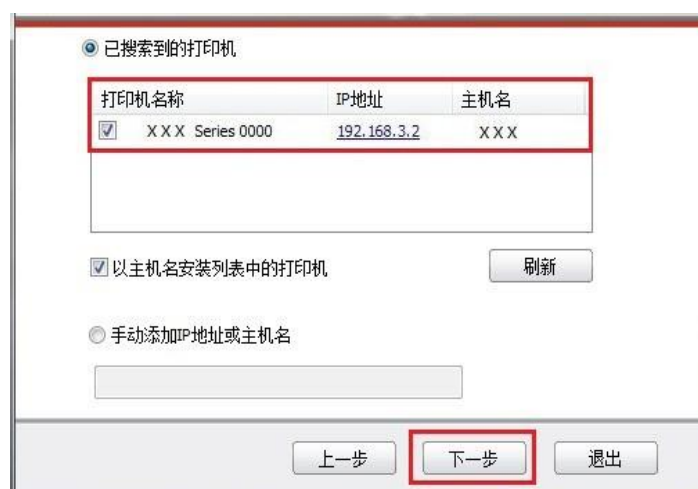 已搜索到的打印机
打印机名称 IP地址 主机名
XXX Series 0000 192.168.3.2 XXX
以主机名安装列表中的打印机 刷新
手动添加IP地址或主机名
上一步 下一步 退出